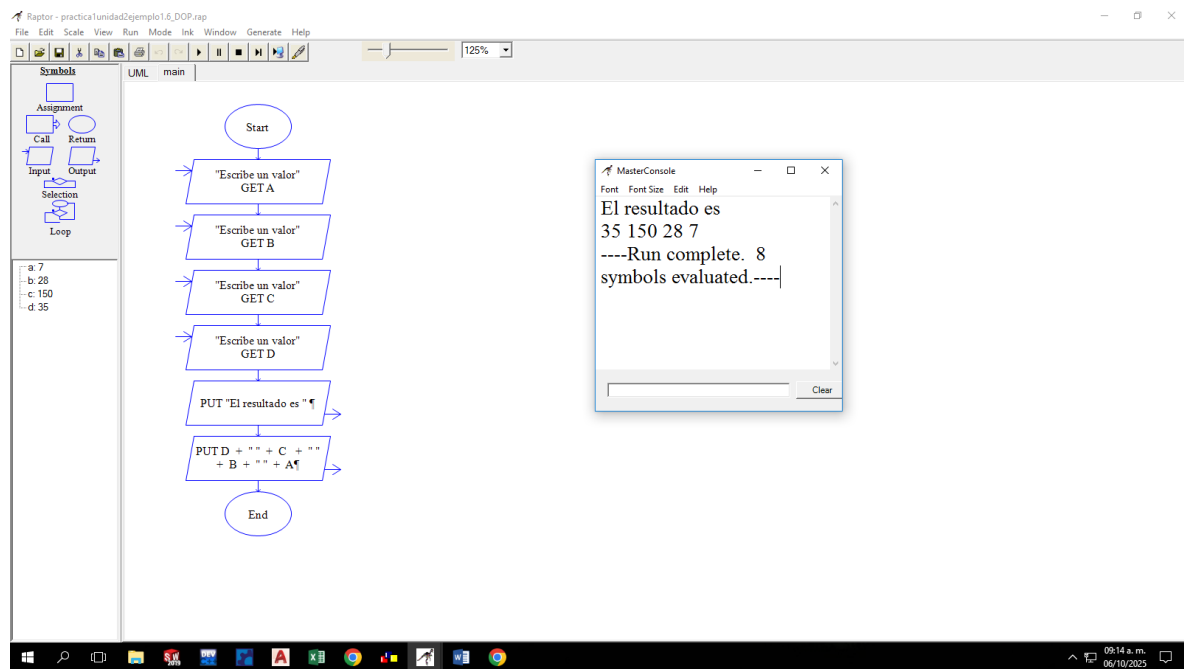 Raptor - practica1unidad2ejemplo1.6_DOP.rap
File Edit Scale View Run Mode Ink Window Generate Help
125%
Symbols
Assignment
Call Return
Input Output
Selection
Loop
a: 7
b: 28
c: 150
d: 35
UML main
Start
"Escribe un valor"
GET A
"Escribe un valor"
GET B
"Escribe un valor"
GET C
"Escribe un valor"
GET D
PUT "El resultado es " ¶
PUT D + " " + C + " "
+ B + " " + A¶
End
MasterConsole
Font Font Size Edit Help
El resultado es
35 150 28 7
----Run complete. 8
symbols evaluated.----
Clear
SW
2019
DEV
A
X
W
09:14 a. m.
06/10/2025